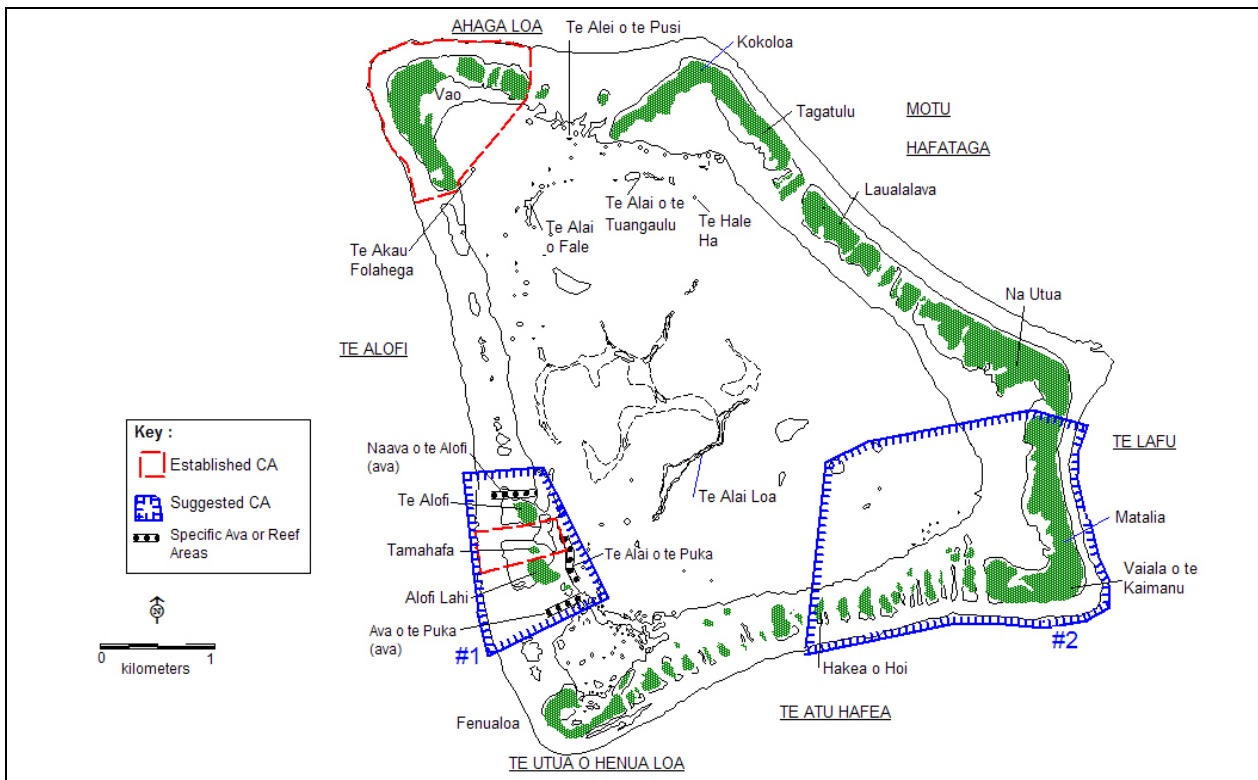 AHAGA LOA
Te Alei o te Pusi
Kokoloa
Vao
Tagatulu
MOTU
HAFATAGA
Laualalava
Te Alai o te
Tuangaulu
Te Hale
Ha
Te Alai
o Fale
Te Akau
Folahega
Na Utua
TE ALOFI
Key :
Established CA
Suggested CA
Specific Ava or Reef
Areas
Naava o te Alofi
(ava)
Te Alofi
Tamahafa
Alofi Lahi
Ava o te Puka
(ava)
Te Alai o te Puka
Te Alai Loa
TE LAFU
Matalia
Vaiala o te
Kaimanu
N
0
1
kilometers
#1
#2
Hakea o Hoi
Fenualoa
TE ATU HAFEA
TE UTUA O HENUA LOA